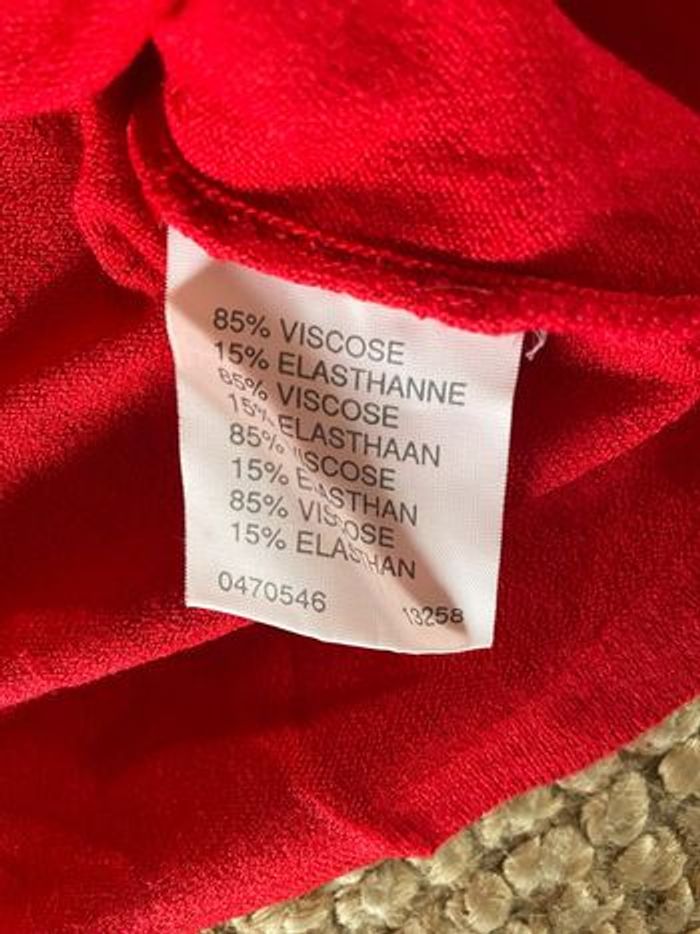 85% VISCOSE
15% ELASTHANNE
85% VISCOSE
15% ELASTHAAN
85% VISCOSE
15% ELASTHAN
85% VISCOSE
15% ELASTHAN
0470546 13258